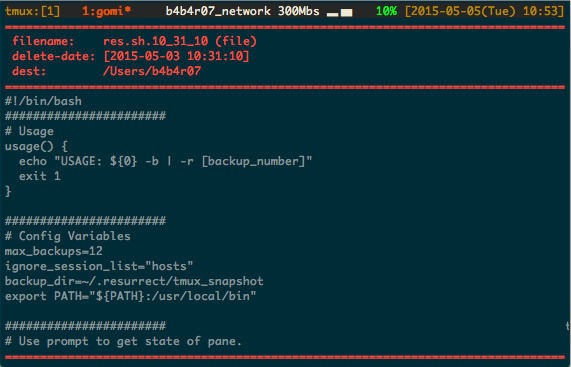 tmux:[1] 1:gomi* b4b4r07_network 300Mbs 10% [2015-05-05(Tue) 10:53]
filename: res.sh.10_31_10 (file)
delete-date: [2015-05-03 10:31:10]
dest: /Users/b4b4r07
#!/bin/bash
#######################
# Usage
usage() {
  echo "USAGE: ${0} -b | -r [backup_number]"
  exit 1
}
#######################
# Config Variables
max_backups=12
ignore_session_list="hosts"
backup_dir=~/.resurrect/tmux_snapshot
export PATH="${PATH}:/usr/local/bin"
#######################
# Use prompt to get state of pane.